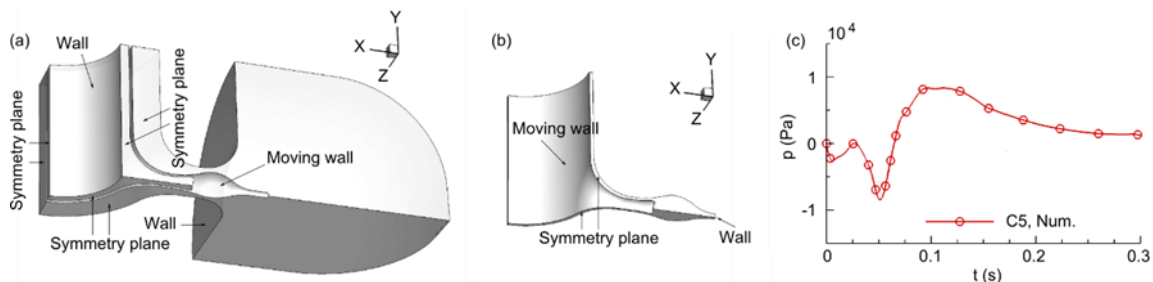 (a)
Wall
Y
X
Z
Symmetry plane
Symmetry plane
Symmetry plane
Moving wall
Wall
Symmetry plane
(b)
Y
X
Z
Moving wall
Symmetry plane
Wall
(c)
10^4
1
0
-1
p (Pa)
C5, Num.
0 0.1 0.2 0.3
t (s)